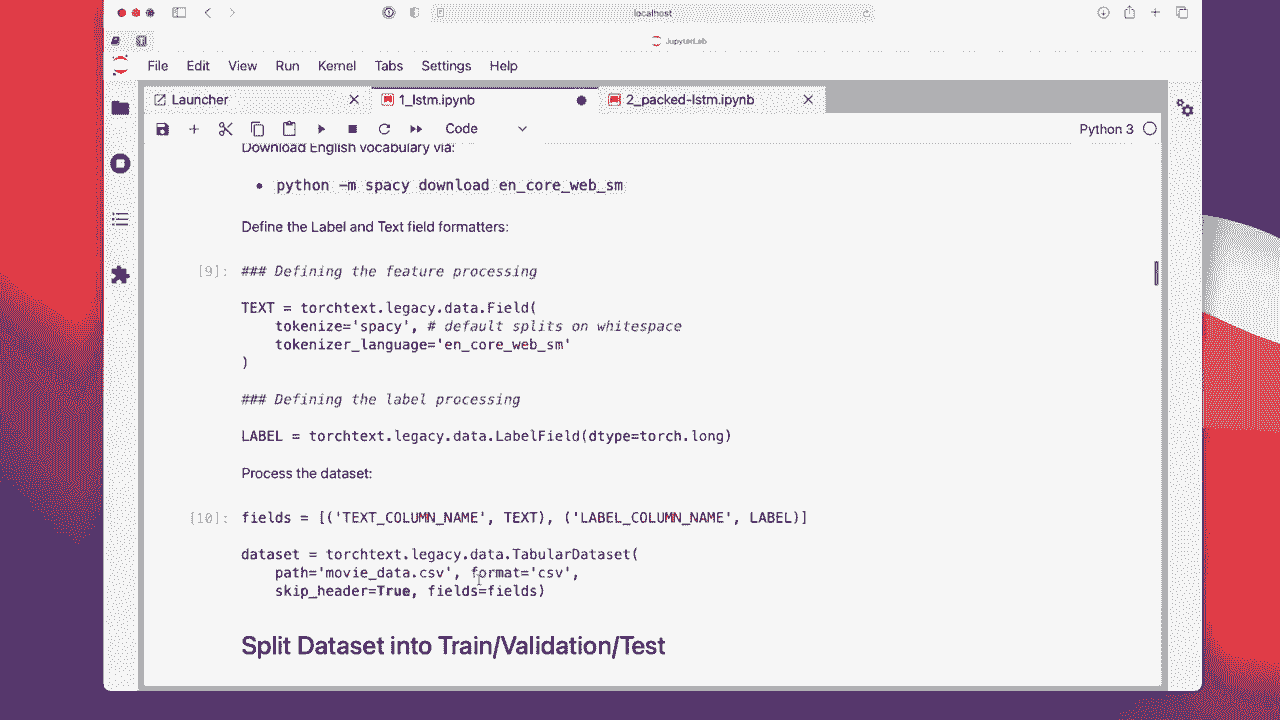 localhost
JupyterLab
File Edit View Run Kernel Tabs Settings Help
Launcher 1_lstm.ipynb 2_packed-lstm.ipynb
Code Python 3
Download English vocabulary via:
• python -m spacy download en_core_web_sm
Define the Label and Text field formatters:
[9]: ### Defining the feature processing
TEXT = torchtext.legacy.data.Field(
tokenize='spacy', # default splits on whitespace
tokenizer_language='en_core_web_sm'
)
### Defining the label processing
LABEL = torchtext.legacy.data.LabelField(dtype=torch.long)
Process the dataset:
[10]: fields = [('TEXT_COLUMN_NAME', TEXT), ('LABEL_COLUMN_NAME', LABEL)]
dataset = torchtext.legacy.data.TabularDataset(
path='movie_data.csv', format='csv',
skip_header=True, fields=fields)
Split Dataset into Train/Validation/Test